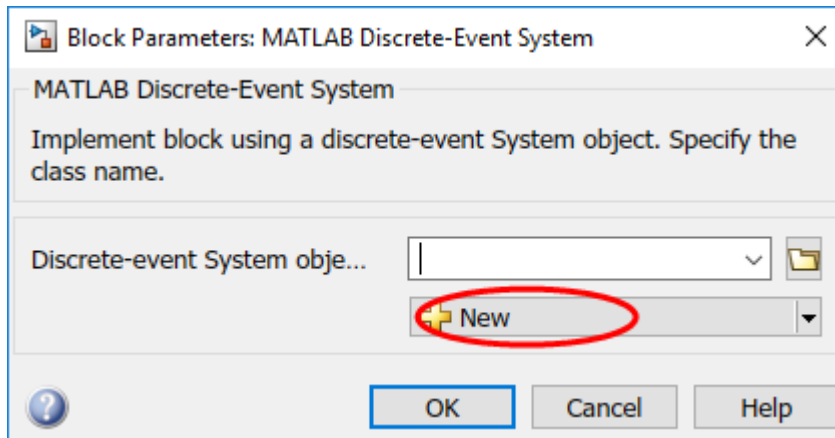 Block Parameters: MATLAB Discrete-Event System
MATLAB Discrete-Event System
Implement block using a discrete-event System object. Specify the
class name.
Discrete-event System obje...
New
OK
Cancel
Help